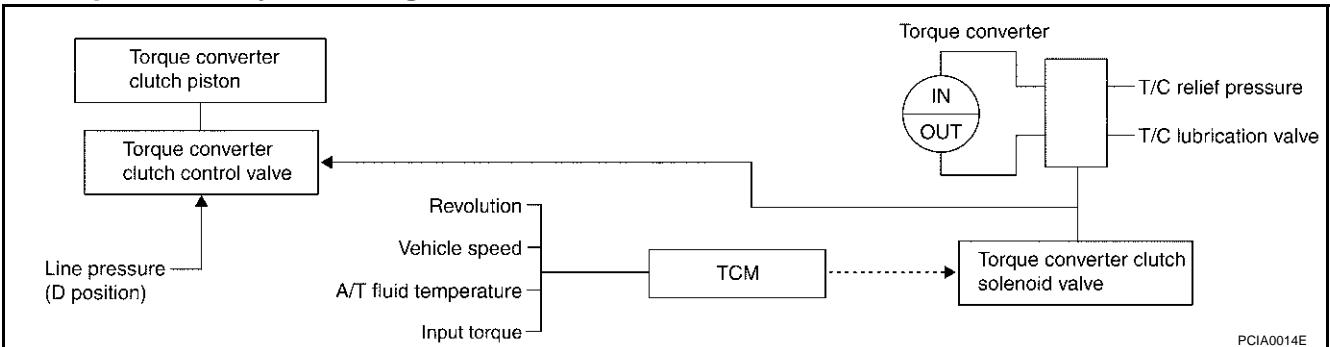 Torque converter
clutch piston
Torque converter
clutch control valve
Line pressure
(D position)
Revolution
Vehicle speed
A/T fluid temperature
Input torque
TCM
Torque converter
IN
OUT
T/C relief pressure
T/C lubrication valve
Torque converter clutch
solenoid valve
PCIA0014E